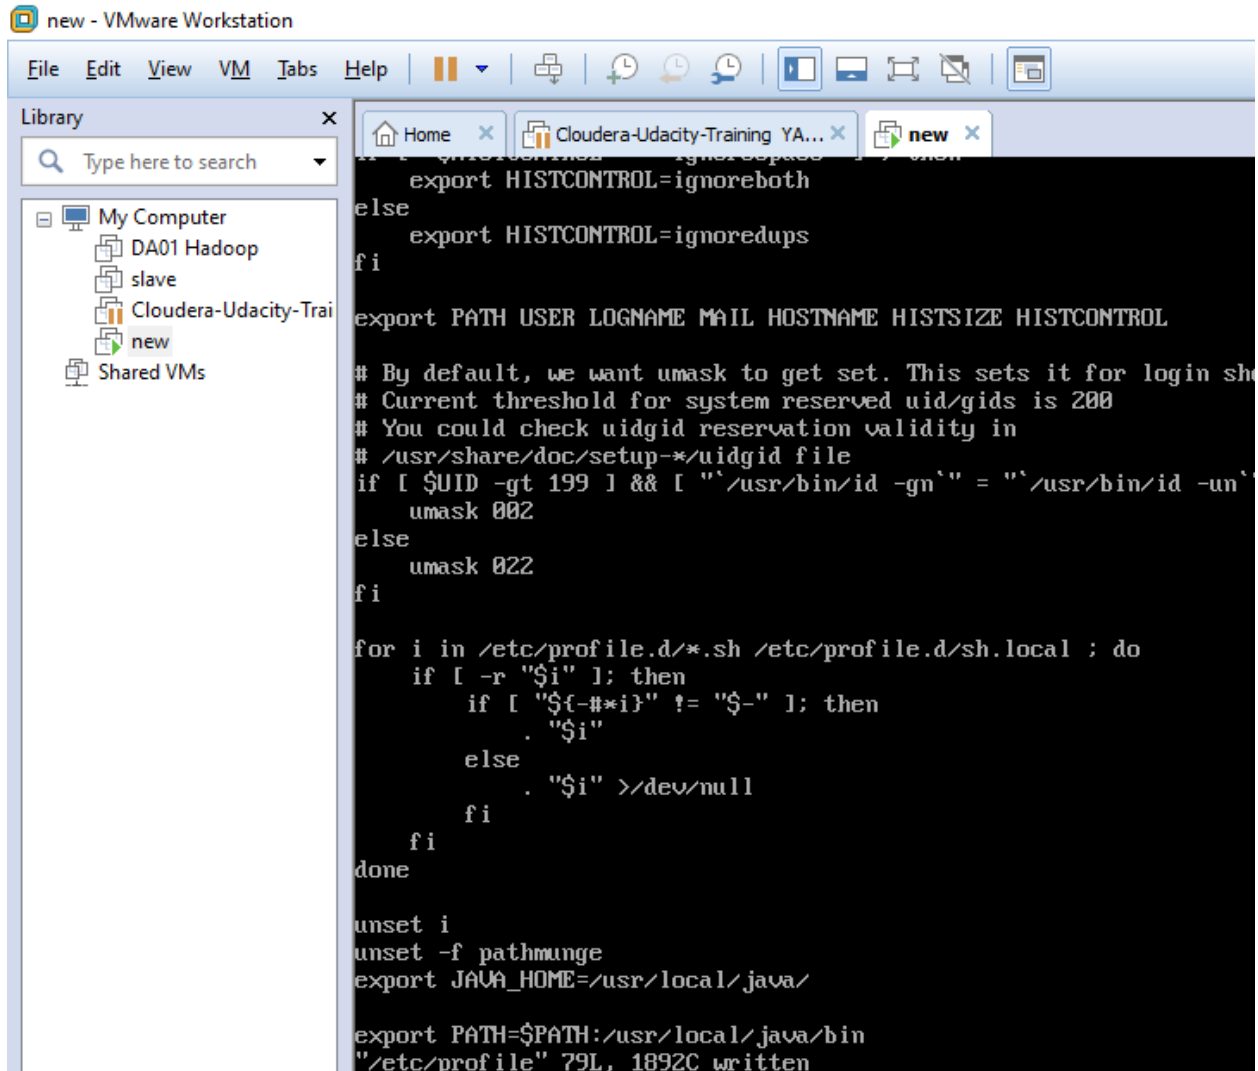 new - VMware Workstation
File Edit View VM Tabs Help
Library
Type here to search
My Computer
DA01 Hadoop
slave
Cloudera-Udacity-Trai
new
Shared VMs
Home
Cloudera-Udacity-Training YA...
new
export HISTCONTROL=ignoreboth
else
export HISTCONTROL=ignoredups
fi
export PATH USER LOGNAME MAIL HOSTNAME HISTSIZE HISTCONTROL
# By default, we want umask to get set. This sets it for login she
# Current threshold for system reserved uid/gids is 200
# You could check uidgid reservation validity in
# /usr/share/doc/setup-*/uidgid file
if [ $UID -gt 199 ] && [ "`/usr/bin/id -gn`" = "`/usr/bin/id -un`"
umask 002
else
umask 022
fi
for i in /etc/profile.d/*.sh /etc/profile.d/sh.local ; do
if [ -r "$i" ]; then
if [ "${-#*i}" != "$-" ]; then
. "$i"
else
. "$i" >/dev/null
fi
fi
done
unset i
unset -f pathmunge
export JAVA_HOME=/usr/local/java/
export PATH=$PATH:/usr/local/java/bin
"/etc/profile" 79L, 1892C written